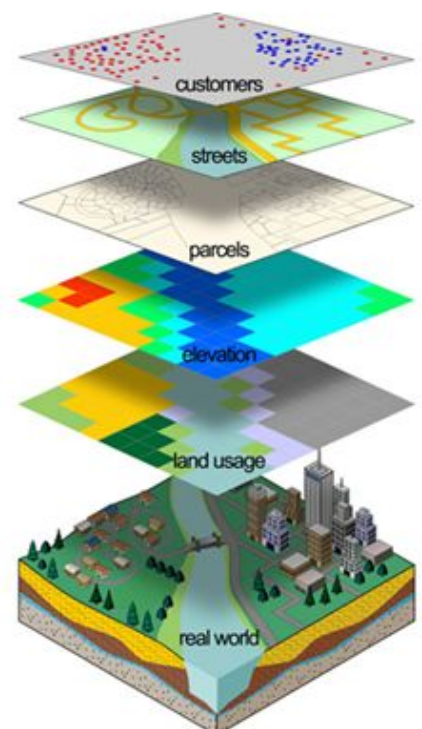 customers
streets
parcels
elevation
land usage
real world